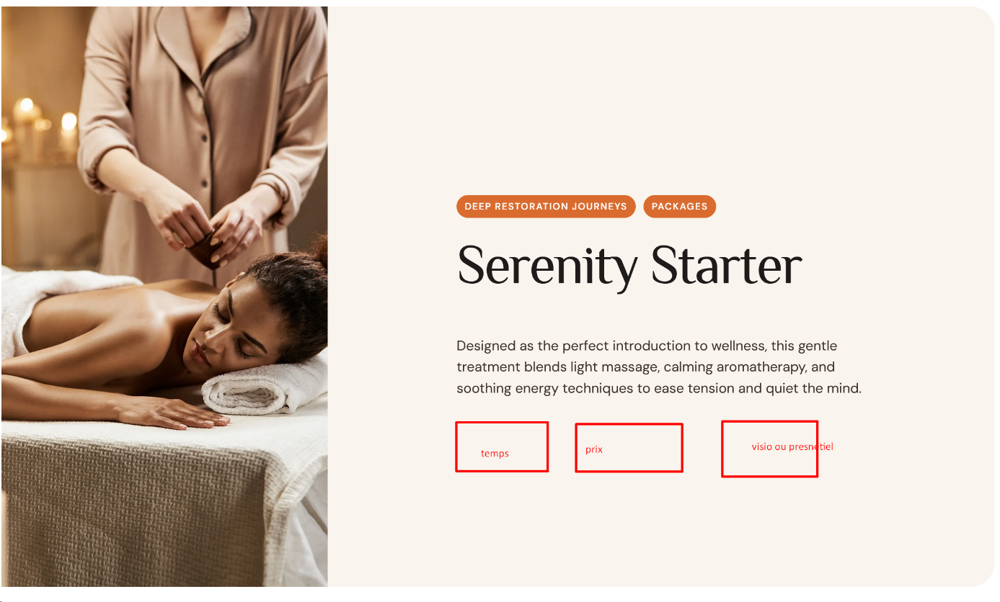 DEEP RESTORATION JOURNEYS PACKAGES
Serenity Starter
Designed as the perfect introduction to wellness, this gentle
treatment blends light massage, calming aromatherapy, and
soothing energy techniques to ease tension and quiet the mind.
temps prix visio ou presnetiel